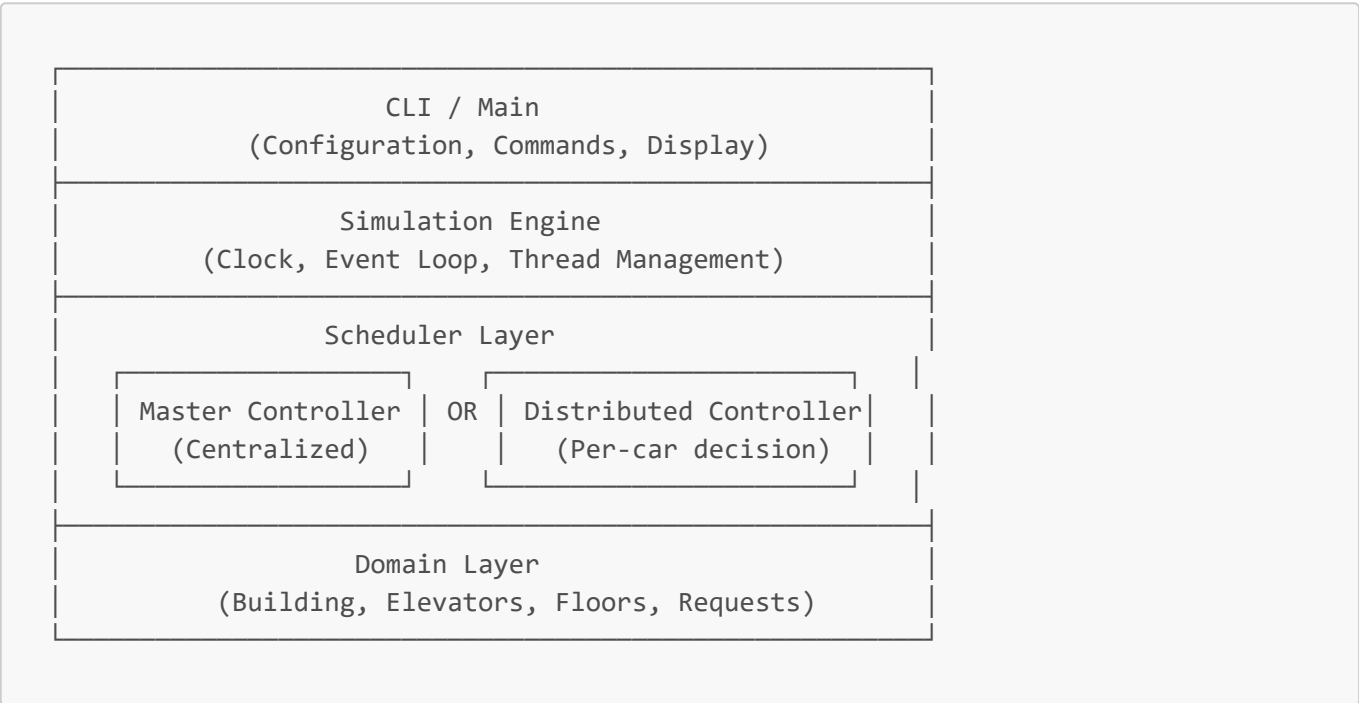 CLI / Main
(Configuration, Commands, Display)
Simulation Engine
(Clock, Event Loop, Thread Management)
Scheduler Layer
Master Controller OR Distributed Controller
(Centralized) (Per-car decision)
Domain Layer
(Building, Elevators, Floors, Requests)